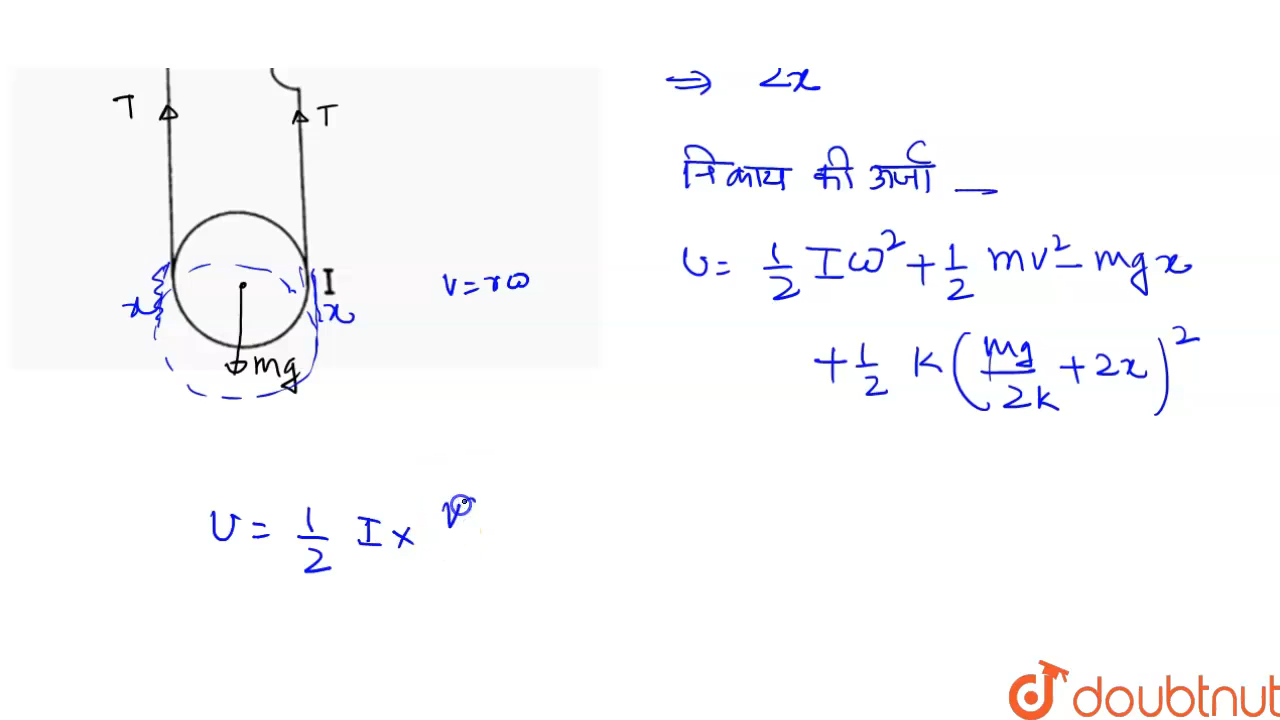 T
T
I
x
x
mg
v = rω
⇒ 2x
निकाय की ऊर्जा —
U = 1/2 Iω² + 1/2 mv² - mgx
+ 1/2 K (mg/2K + 2x)²
U = 1/2 I × v
doubtnut